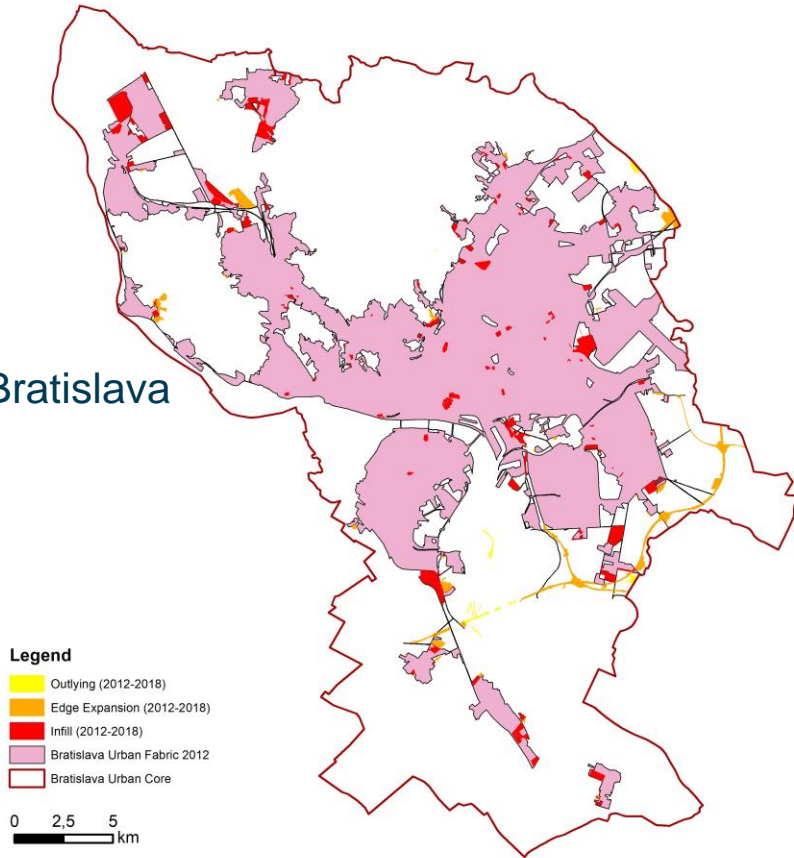 Bratislava
Legend
Outlying (2012-2018)
Edge Expansion (2012-2018)
Infill (2012-2018)
Bratislava Urban Fabric 2012
Bratislava Urban Core
0 2,5 5
km